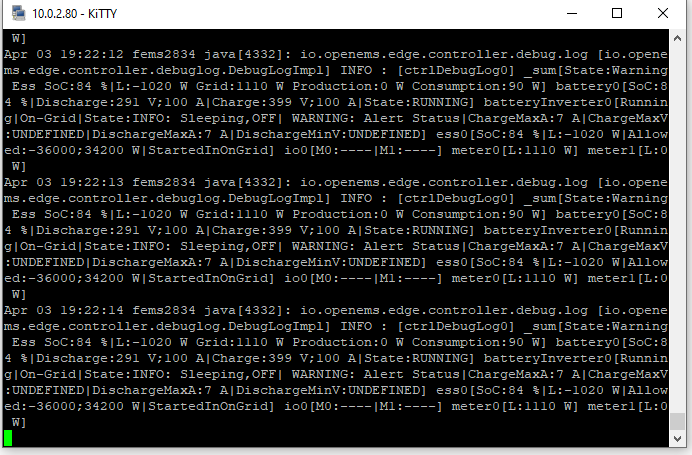 10.0.2.80 - KiTTY
W]
Apr 03 19:22:12 fems2834 java[4332]: io.openems.edge.controller.debug.log [io.opene
ms.edge.controller.debuglog.DebugLogImpl] INFO : [ctrlDebugLog0] _sum[State:Warning
Ess SoC:84 %|L:-1020 W Grid:1110 W Production:0 W Consumption:90 W] battery0[SoC:8
4 %|Discharge:291 V;100 A|Charge:399 V;100 A|State:RUNNING] batteryInverter0[Runnin
g|On-Grid|State:INFO: Sleeping,OFF| WARNING: Alert Status|ChargeMaxA:7 A|ChargeMaxV
:UNDEFINED|DischargeMaxA:7 A|DischargeMinV:UNDEFINED] ess0[SoC:84 %|L:-1020 W|Allow
ed:-36000;34200 W|StartedInOnGrid] io0[M0:----|M1:----] meter0[L:1110 W] meter1[L:0
W]
Apr 03 19:22:13 fems2834 java[4332]: io.openems.edge.controller.debug.log [io.opene
ms.edge.controller.debuglog.DebugLogImpl] INFO : [ctrlDebugLog0] _sum[State:Warning
Ess SoC:84 %|L:-1020 W Grid:1110 W Production:0 W Consumption:90 W] battery0[SoC:8
4 %|Discharge:291 V;100 A|Charge:399 V;100 A|State:RUNNING] batteryInverter0[Runnin
g|On-Grid|State:INFO: Sleeping,OFF| WARNING: Alert Status|ChargeMaxA:7 A|ChargeMaxV
:UNDEFINED|DischargeMaxA:7 A|DischargeMinV:UNDEFINED] ess0[SoC:84 %|L:-1020 W|Allow
ed:-36000;34200 W|StartedInOnGrid] io0[M0:----|M1:----] meter0[L:1110 W] meter1[L:0
W]
Apr 03 19:22:14 fems2834 java[4332]: io.openems.edge.controller.debug.log [io.opene
ms.edge.controller.debuglog.DebugLogImpl] INFO : [ctrlDebugLog0] _sum[State:Warning
Ess SoC:84 %|L:-1020 W Grid:1110 W Production:0 W Consumption:90 W] battery0[SoC:8
4 %|Discharge:291 V;100 A|Charge:399 V;100 A|State:RUNNING] batteryInverter0[Runnin
g|On-Grid|State:INFO: Sleeping,OFF| WARNING: Alert Status|ChargeMaxA:7 A|ChargeMaxV
:UNDEFINED|DischargeMaxA:7 A|DischargeMinV:UNDEFINED] ess0[SoC:84 %|L:-1020 W|Allow
ed:-36000;34200 W|StartedInOnGrid] io0[M0:----|M1:----] meter0[L:1110 W] meter1[L:0
W]